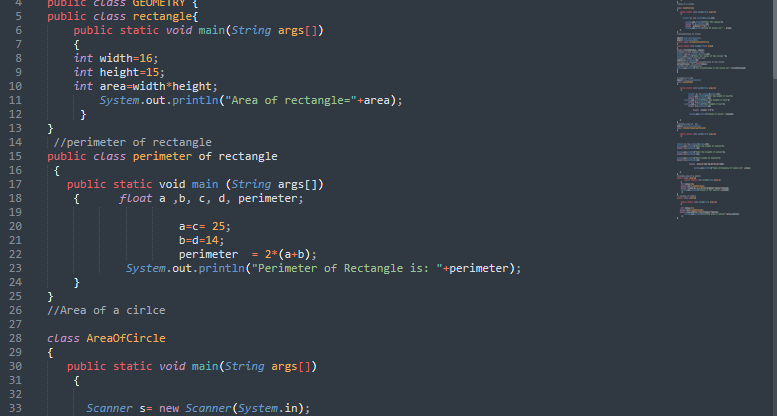 4 public class GEOMETRY {
5 public class rectangle{
6 public static void main(String args[])
7 {
8 int width=16;
9 int height=15;
10 int area=width*height;
11 System.out.println("Area of rectangle="+area);
12 }
13 }
14 //perimeter of rectangle
15 public class perimeter of rectangle
16 {
17 public static void main (String args[])
18 { float a ,b, c, d, perimeter;
19
20 a=c= 25;
21 b=d=14;
22 perimeter = 2*(a+b);
23 System.out.println("Perimeter of Rectangle is: "+perimeter);
24 }
25 }
26 //Area of a cirlce
27
28 class AreaOfCircle
29 {
30 public static void main(String args[])
31 {
32
33 Scanner s= new Scanner(System.in);